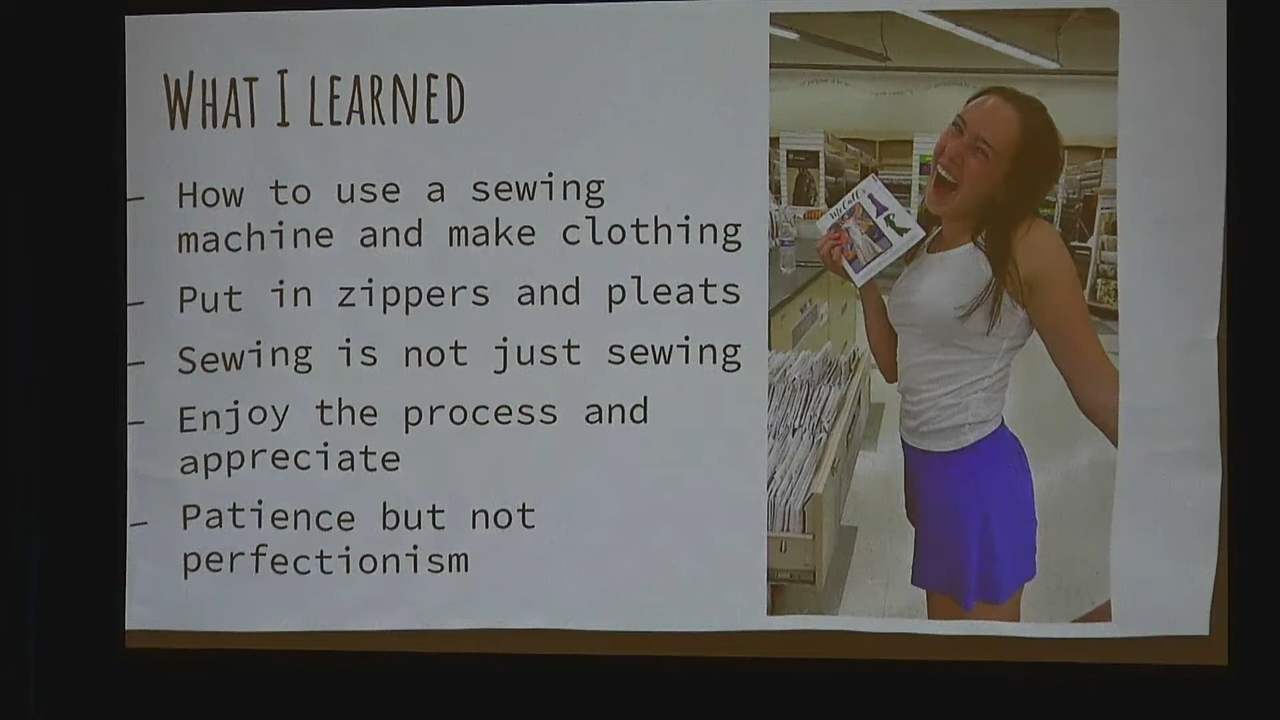 What I learned
- How to use a sewing
machine and make clothing
- Put in zippers and pleats
- Sewing is not just sewing
- Enjoy the process and
appreciate
- Patience but not
perfectionism
McCall's